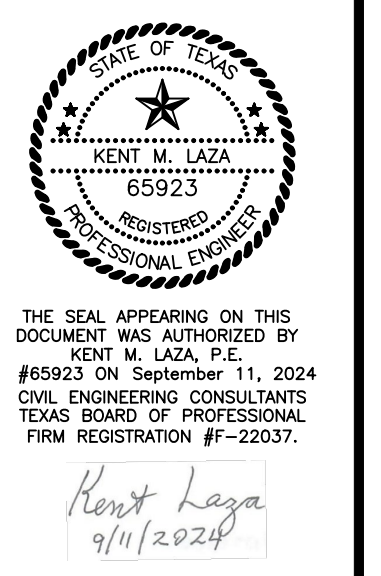 STATE OF TEXAS
KENT M. LAZA
65923
REGISTERED
PROFESSIONAL ENGINEER
THE SEAL APPEARING ON THIS
DOCUMENT WAS AUTHORIZED BY
KENT M. LAZA, P.E.
#65923 ON September 11, 2024
CIVIL ENGINEERING CONSULTANTS
TEXAS BOARD OF PROFESSIONAL
FIRM REGISTRATION #F-22037.
Kent Laza
9/11/2024